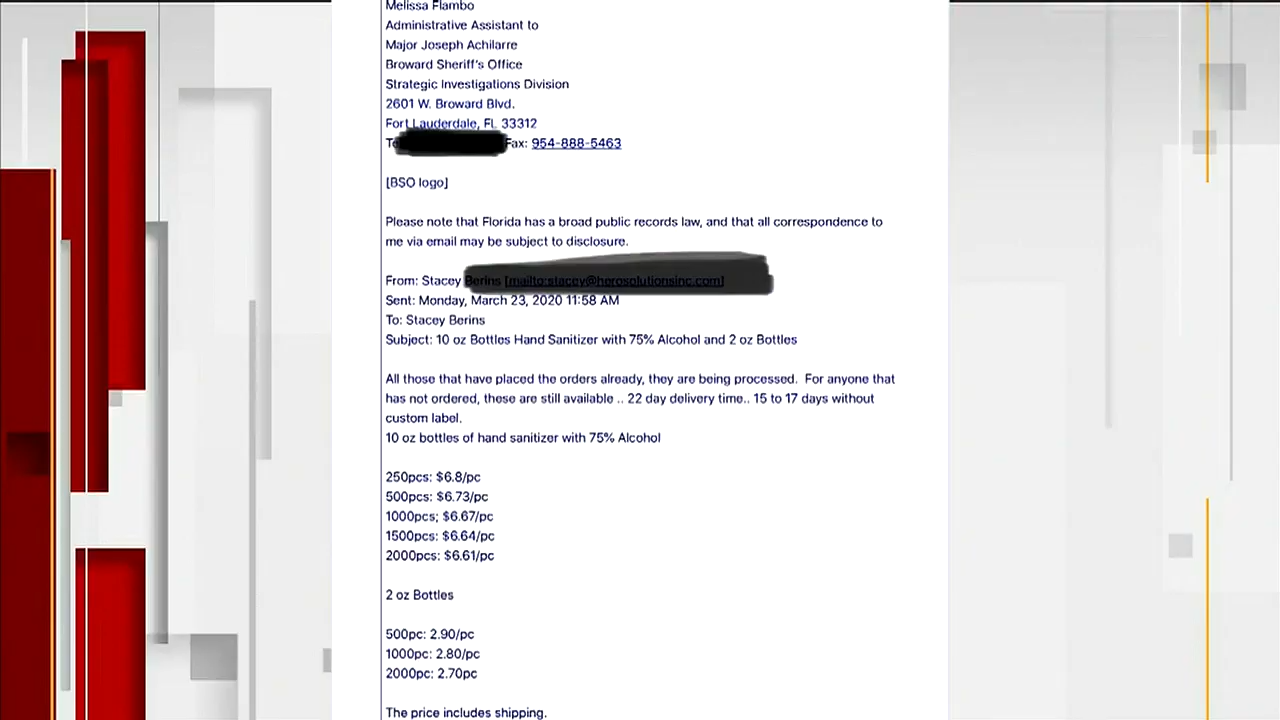 Melissa Flambo
Administrative Assistant to
Major Joseph Achilarre
Broward Sheriff's Office
Strategic Investigations Division
2601 W. Broward Blvd.
Fort Lauderdale, FL 33312
Fax: 954-888-5463
[BSO logo]
Please note that Florida has a broad public records law, and that all correspondence to
me via email may be subject to disclosure.
From: Stacey
Sent: Monday, March 23, 2020 11:58 AM
To: Stacey Berins
Subject: 10 oz Bottles Hand Sanitizer with 75% Alcohol and 2 oz Bottles
All those that have placed the orders already, they are being processed.  For anyone that
has not ordered, these are still available .. 22 day delivery time.. 15 to 17 days without
custom label.
10 oz bottles of hand sanitizer with 75% Alcohol
250pcs: $6.8/pc
500pcs: $6.73/pc
1000pcs; $6.67/pc
1500pcs: $6.64/pc
2000pcs: $6.61/pc
2 oz Bottles
500pc: 2.90/pc
1000pc: 2.80/pc
2000pc: 2.70pc
The price includes shipping.